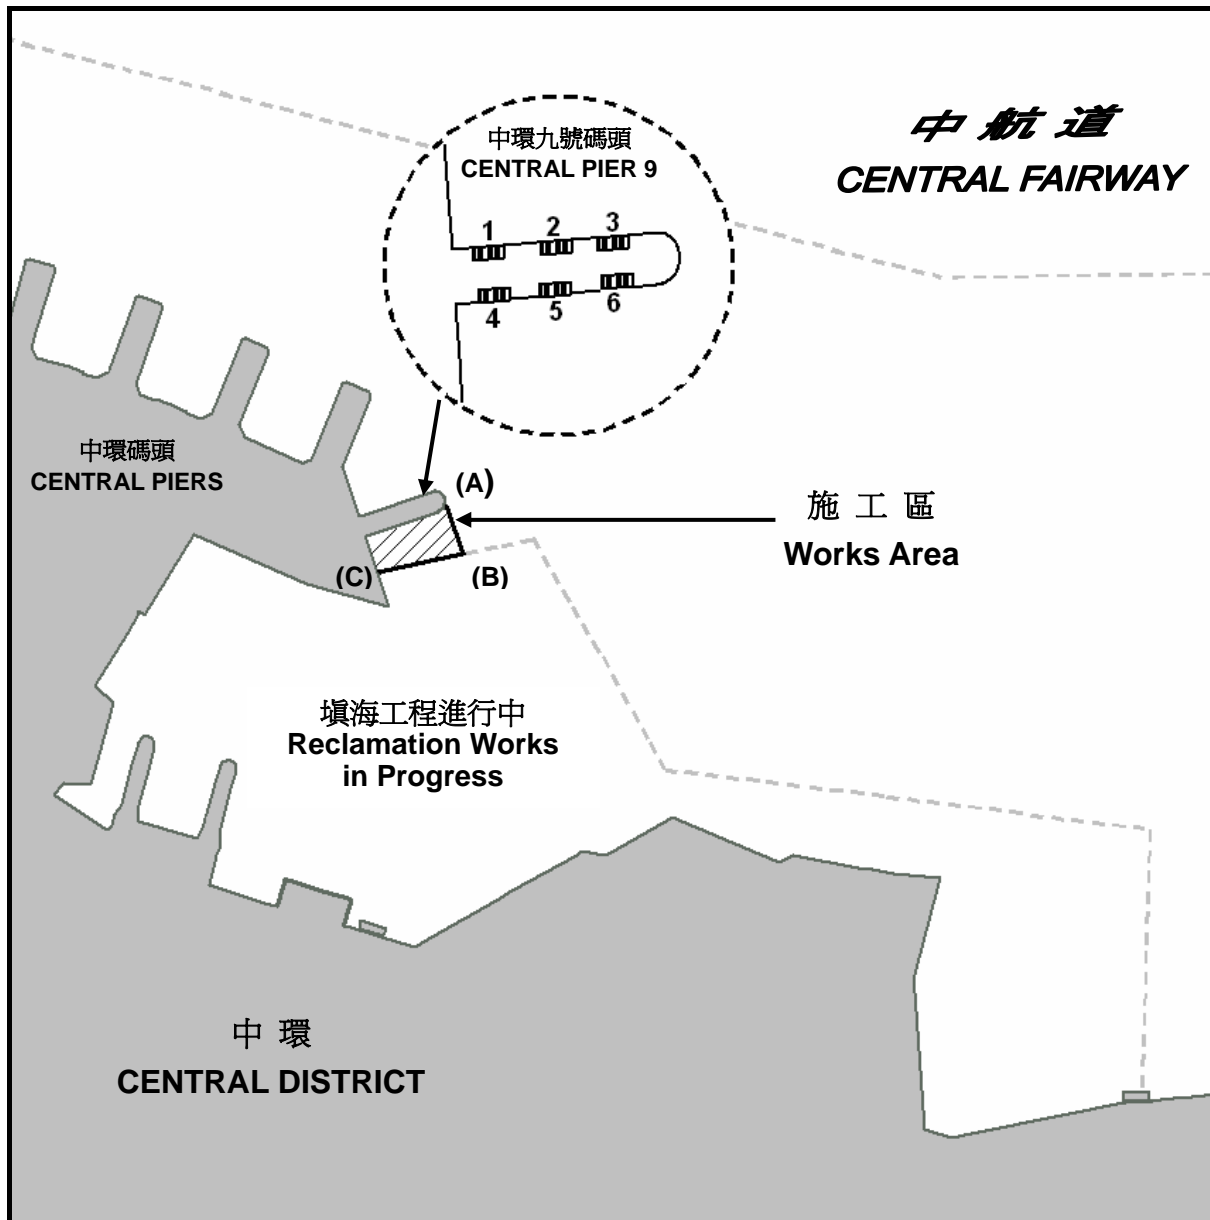 中航道
CENTRAL FAIRWAY
中環九號碼頭
CENTRAL PIER 9
1 2 3
4 5 6
中環碼頭
CENTRAL PIERS
(A)
施工區
Works Area
(C) (B)
填海工程進行中
Reclamation Works
in Progress
中環
CENTRAL DISTRICT